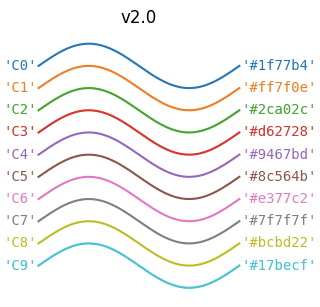 v2.0
'C0' '#1f77b4'
'C1' '#ff7f0e'
'C2' '#2ca02c'
'C3' '#d62728'
'C4' '#9467bd'
'C5' '#8c564b'
'C6' '#e377c2'
'C7' '#7f7f7f'
'C8' '#bcbd22'
'C9' '#17becf'